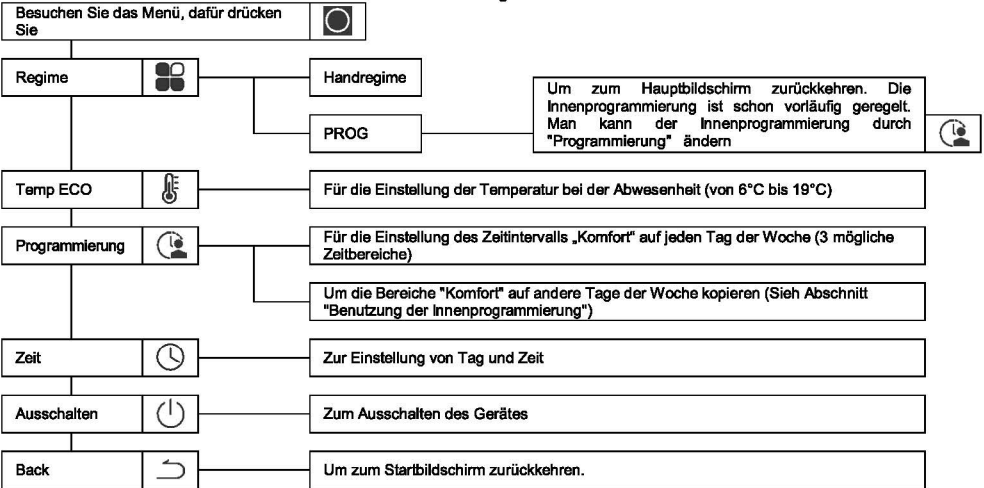 Besuchen Sie das Menü, dafür drücken
Sie
Regime
Handregime
PROG
Um zum Hauptbildschirm zurückkehren. Die
Innenprogrammierung ist schon vorläufig geregelt.
Man kann der Innenprogrammierung durch
"Programmierung" ändern
Temp ECO
Für die Einstellung der Temperatur bei der Abwesenheit (von 6°C bis 19°C)
Programmierung
Für die Einstellung des Zeitintervalls „Komfort" auf jeden Tag der Woche (3 mögliche
Zeitbereiche)
Um die Bereiche "Komfort" auf andere Tage der Woche kopieren (Sieh Abschnitt
"Benutzung der Innenprogrammierung")
Zeit
Zur Einstellung von Tag und Zeit
Ausschalten
Zum Ausschalten des Gerätes
Back
Um zum Startbildschirm zurückkehren.